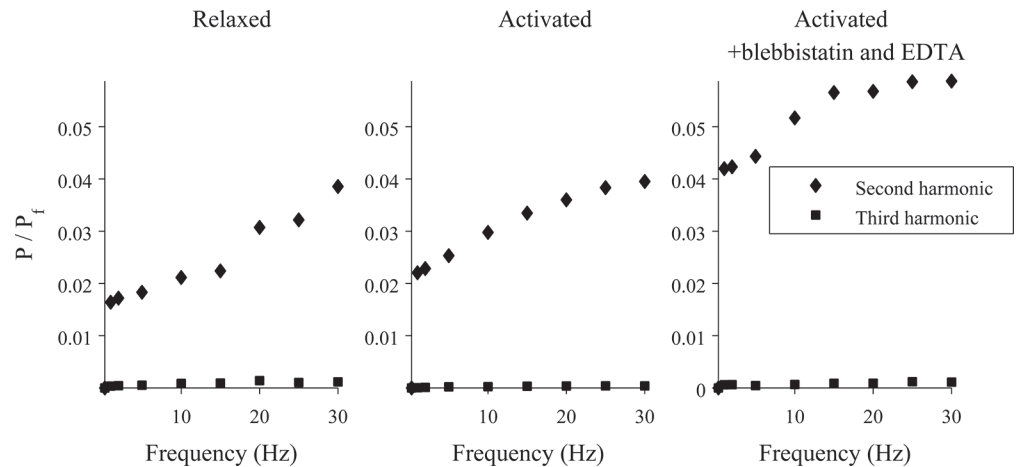 Relaxed
Activated
Activated
+blebbistatin and EDTA
P / Pf
0.05
0.04
0.03
0.02
0.01
10
20
30
Frequency (Hz)
0.05
0.04
0.03
0.02
0.01
10
20
30
Frequency (Hz)
0.05
0.04
0.03
0.02
0.01
0
10
20
30
Frequency (Hz)
Second harmonic
Third harmonic